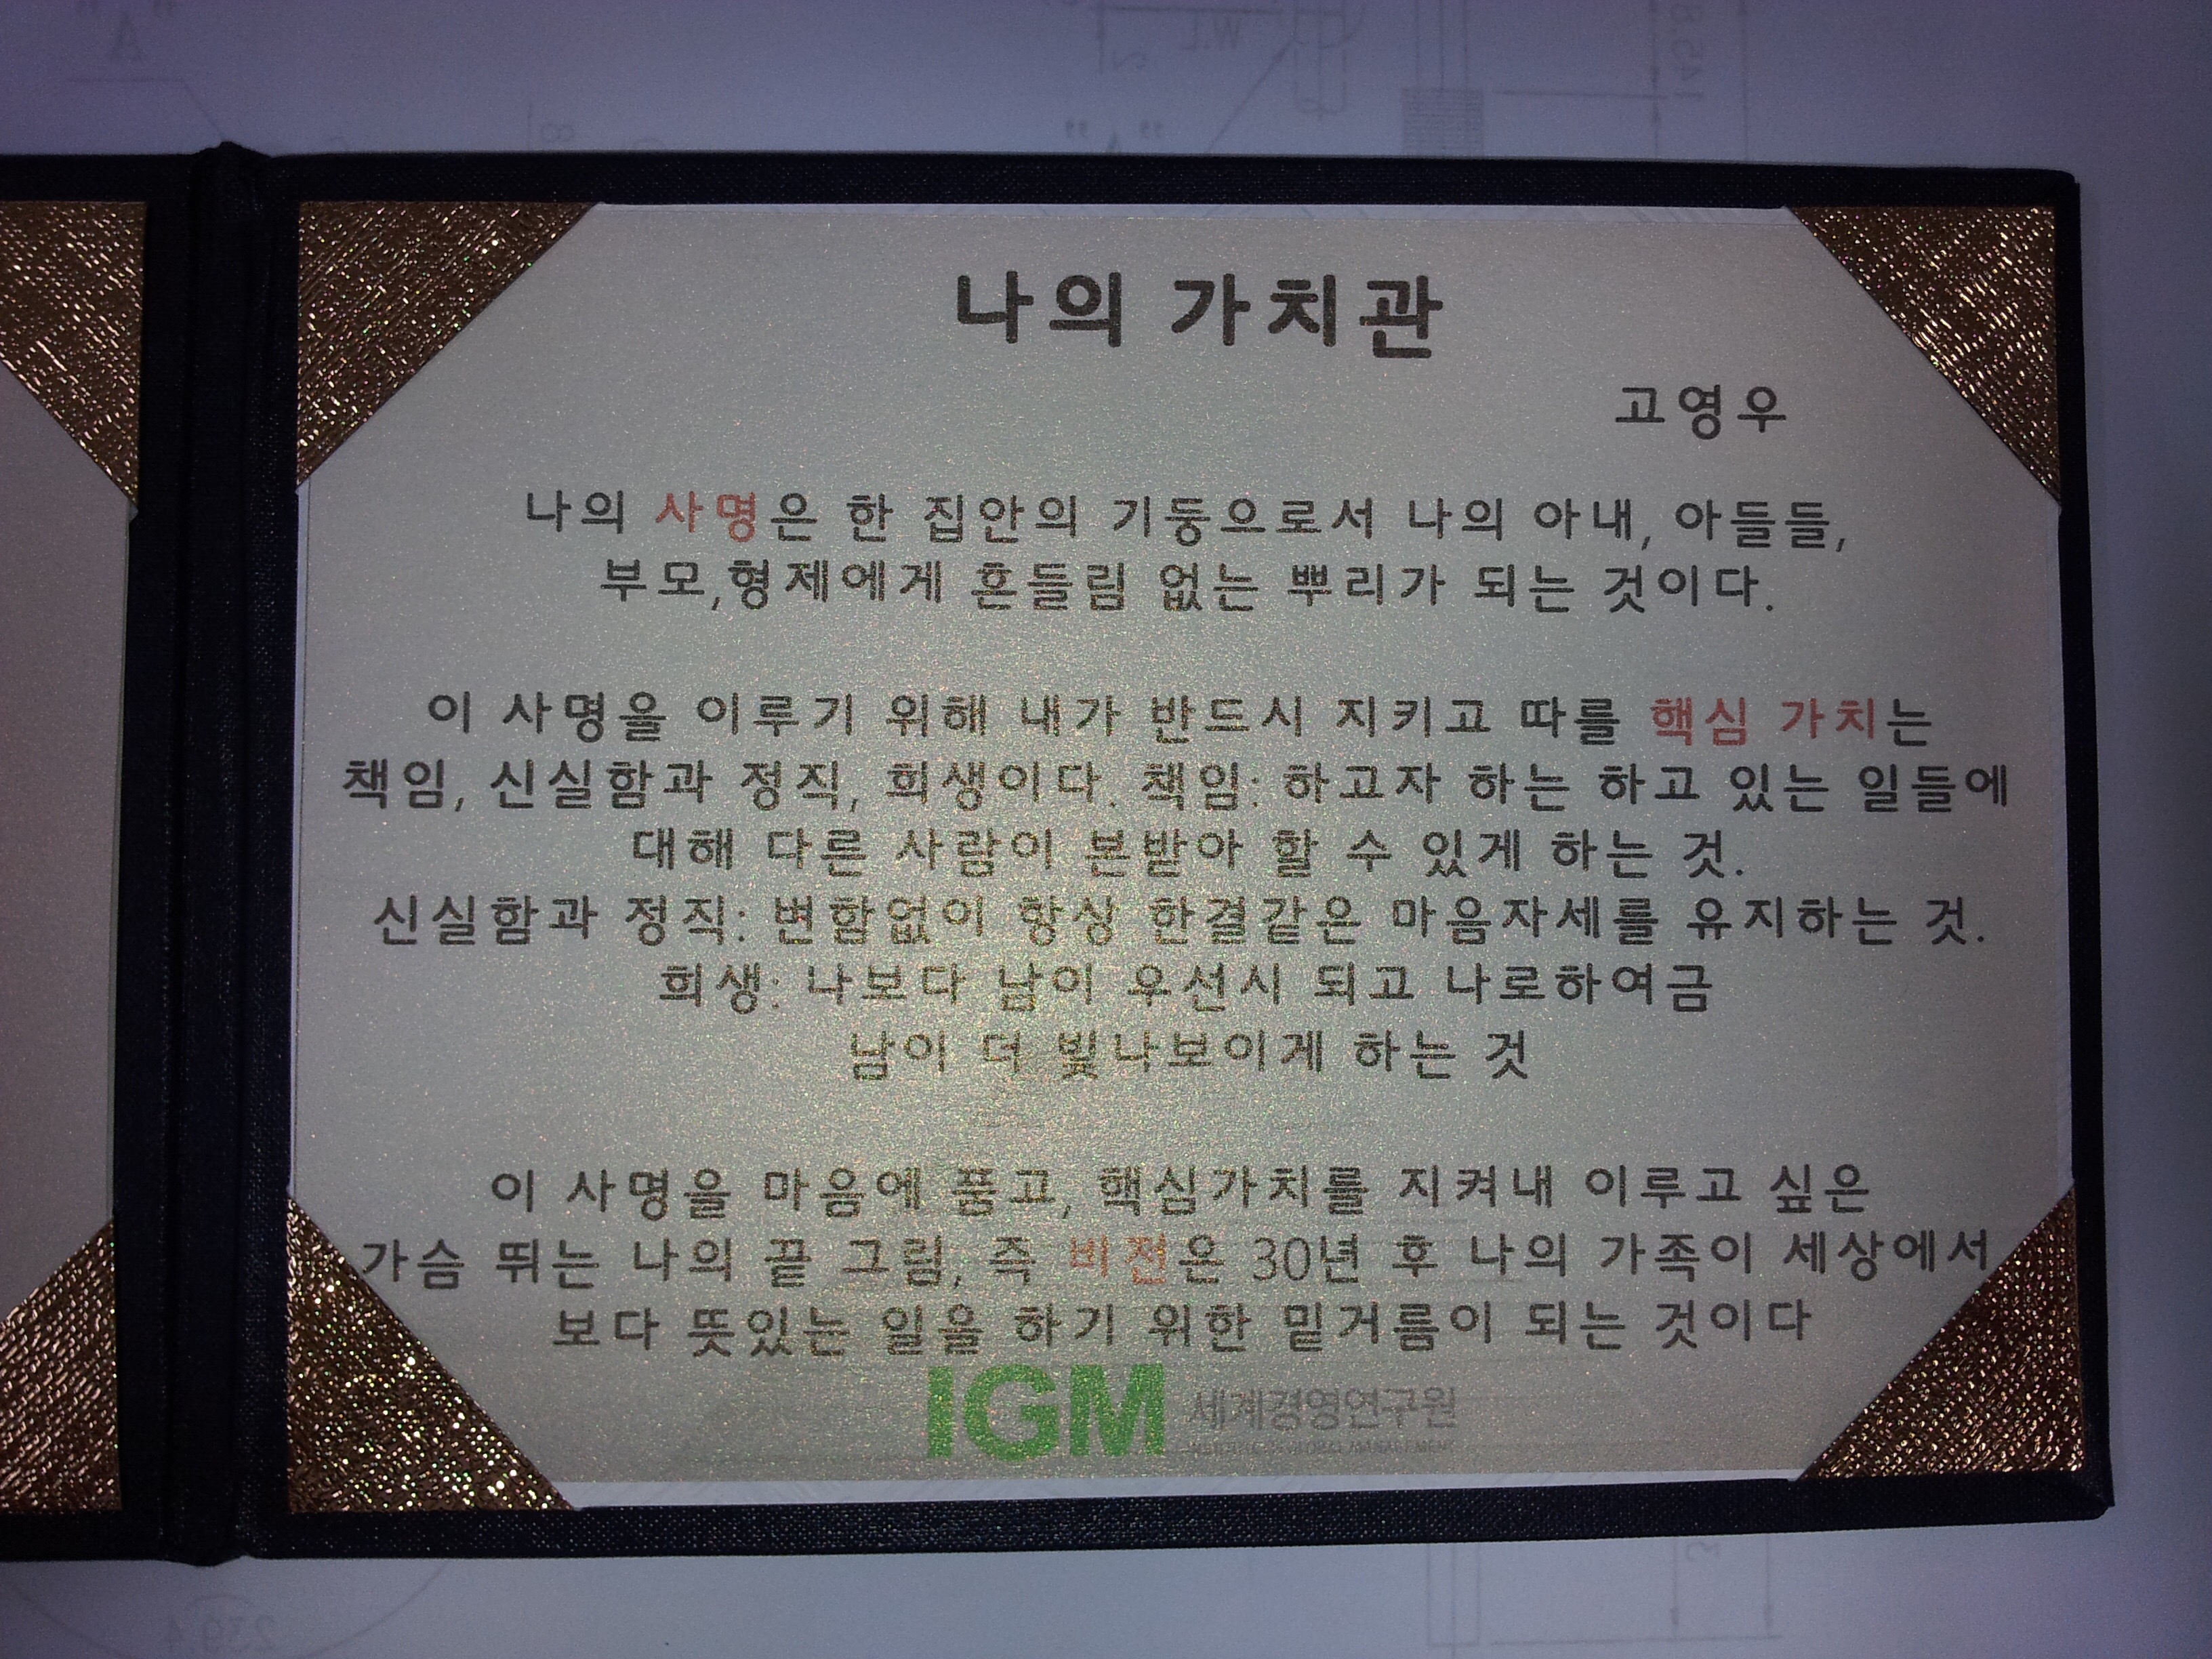 나의 가치관
고영우
나의 사명은 한 집안의 기둥으로서 나의 아내, 아들들,
부모,형제에게 흔들림 없는 뿌리가 되는 것이다.
이 사명을 이루기 위해 내가 반드시 지키고 따를 핵심 가치는
책임, 신실함과 정직, 희생이다. 책임: 하고자 하는 하고 있는 일들에
대해 다른 사람이 본받아 할 수 있게 하는 것.
신실함과 정직: 변함없이 항상 한결같은 마음자세를 유지하는 것.
희생: 나보다 남이 우선시 되고 나로하여금
남이 더 빛나보이게 하는 것
이 사명을 마음에 품고, 핵심가치를 지켜내 이루고 싶은
가슴 뛰는 나의 끝 그림, 즉 비전은 30년 후 나의 가족이 세상에서
보다 뜻있는 일을 하기 위한 밑거름이 되는 것이다
IGM 세계경영연구원
"A"
145.8
239.4